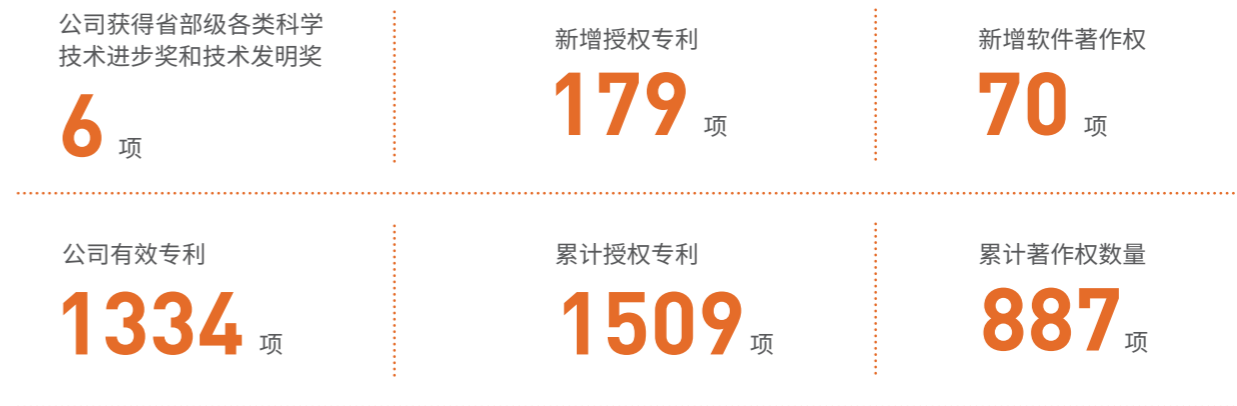 公司获得省部级各类科学
技术进步奖和技术发明奖
6 项
新增授权专利
179 项
新增软件著作权
70 项
公司有效专利
1334 项
累计授权专利
1509 项
累计著作权数量
887 项